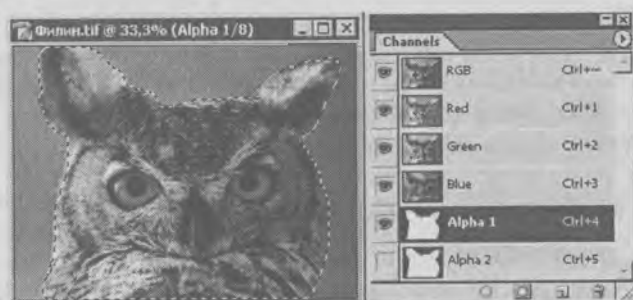 Филин.tif @ 33,3% (Alpha 1/8)
Channels
RGB Ctrl+~
Red Ctrl+1
Green Ctrl+2
Blue Ctrl+3
Alpha 1 Ctrl+4
Alpha 2 Ctrl+5